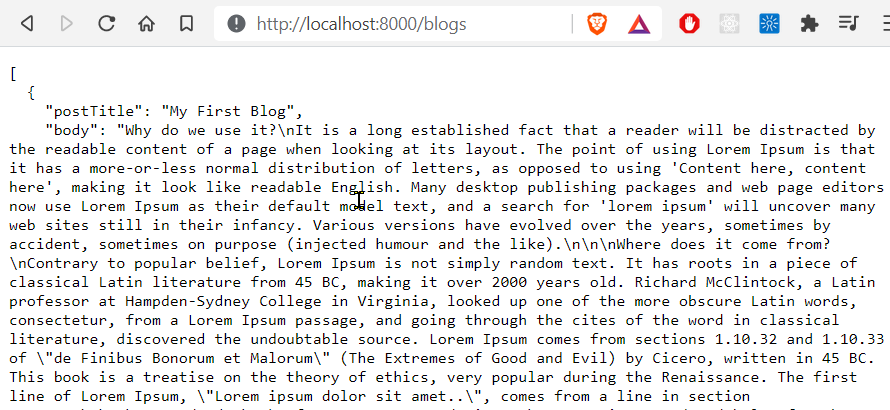 http://localhost:8000/blogs
[
{
"postTitle": "My First Blog",
"body": "Why do we use it?\nIt is a long established fact that a reader will be distracted by
the readable content of a page when looking at its layout. The point of using Lorem Ipsum is that
it has a more-or-less normal distribution of letters, as opposed to using 'Content here, content
here', making it look like readable English. Many desktop publishing packages and web page editors
now use Lorem Ipsum as their default model text, and a search for 'lorem ipsum' will uncover many
web sites still in their infancy. Various versions have evolved over the years, sometimes by
accident, sometimes on purpose (injected humour and the like).\n\n\nWhere does it come from?
\nContrary to popular belief, Lorem Ipsum is not simply random text. It has roots in a piece of
classical Latin literature from 45 BC, making it over 2000 years old. Richard McClintock, a Latin
professor at Hampden-Sydney College in Virginia, looked up one of the more obscure Latin words,
consectetur, from a Lorem Ipsum passage, and going through the cites of the word in classical
literature, discovered the undoubtable source. Lorem Ipsum comes from sections 1.10.32 and 1.10.33
of \"de Finibus Bonorum et Malorum\" (The Extremes of Good and Evil) by Cicero, written in 45 BC.
This book is a treatise on the theory of ethics, very popular during the Renaissance. The first
line of Lorem Ipsum, \"Lorem ipsum dolor sit amet..\", comes from a line in section